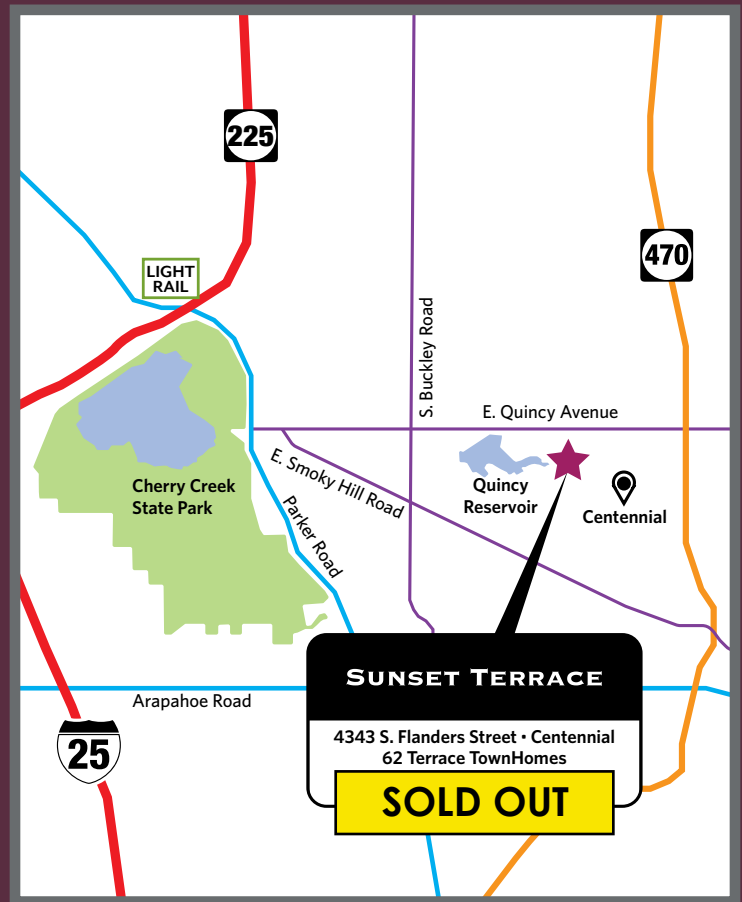 225
470
LIGHT
RAIL
S. Buckley Road
E. Quincy Avenue
E. Smoky Hill Road
Quincy
Reservoir
Centennial
Cherry Creek
State Park
Parker Road
Arapahoe Road
25
SUNSET TERRACE
4343 S. Flanders Street • Centennial
62 Terrace TownHomes
SOLD OUT